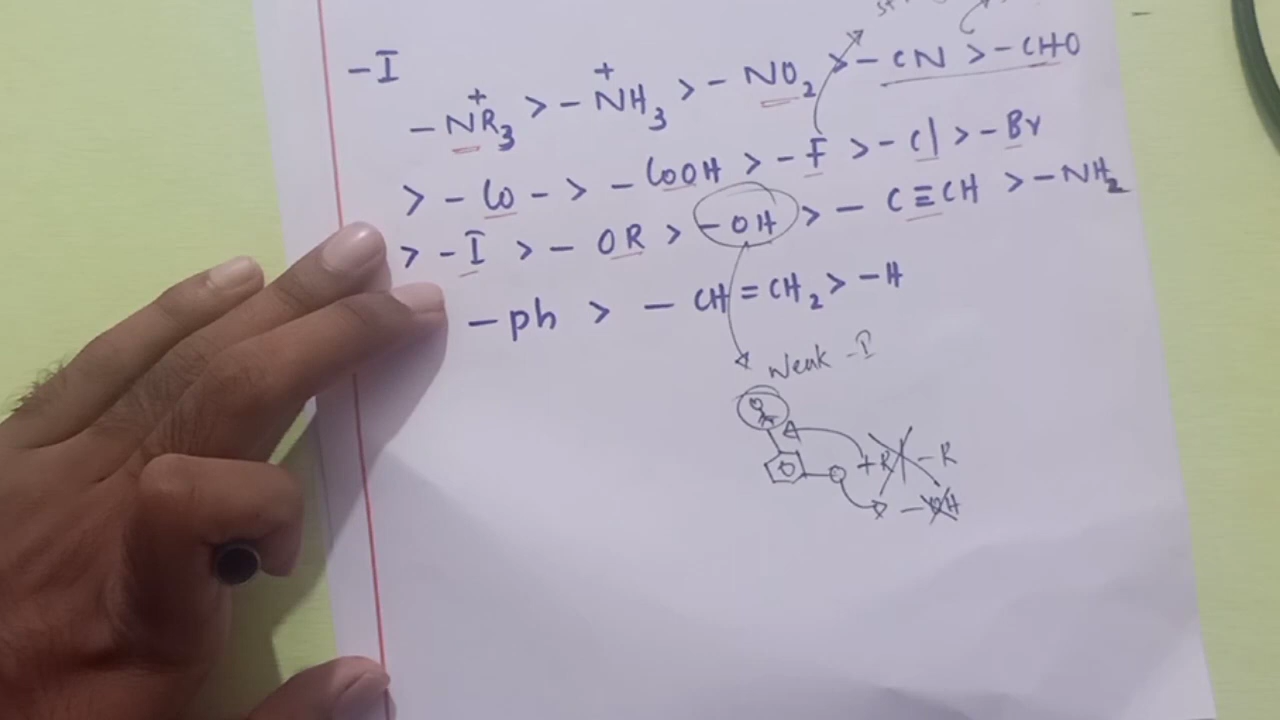 -I
-N⁺R₃ > -N⁺H₃ > -NO₂ > -CN > -CHO
> -CO- > -COOH > -F > -Cl > -Br
> -I > -OR > -OH > -C≡CH > -NH₂
-ph > -CH=CH₂ > -H
Weak -I
+R -R
-OH